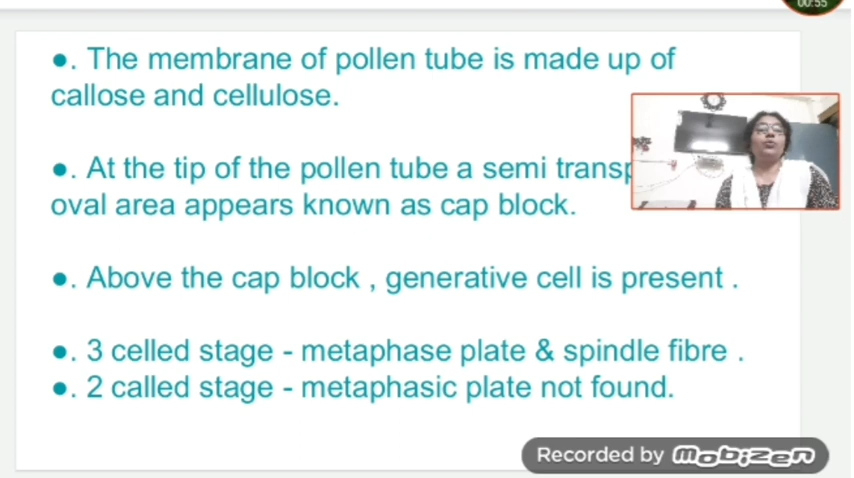 00:55
●. The membrane of pollen tube is made up of
callose and cellulose.
●. At the tip of the pollen tube a semi
oval area appears known as cap block.
●. Above the cap block , generative cell is present .
●. 3 celled stage - metaphase plate & spindle fibre .
●. 2 called stage - metaphasic plate not found.
Recorded by mobizen